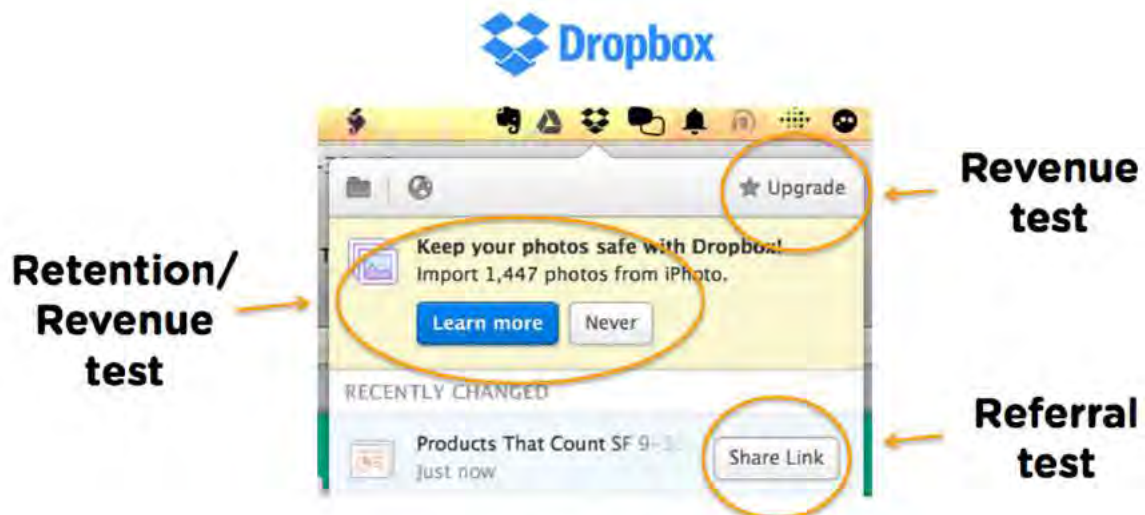 Dropbox
Upgrade
Revenue
test
Keep your photos safe with Dropbox!
Import 1,447 photos from iPhoto.
Learn more
Never
Retention/
Revenue
test
RECENTLY CHANGED
Products That Count SF 9-
Just now
Share Link
Referral
test